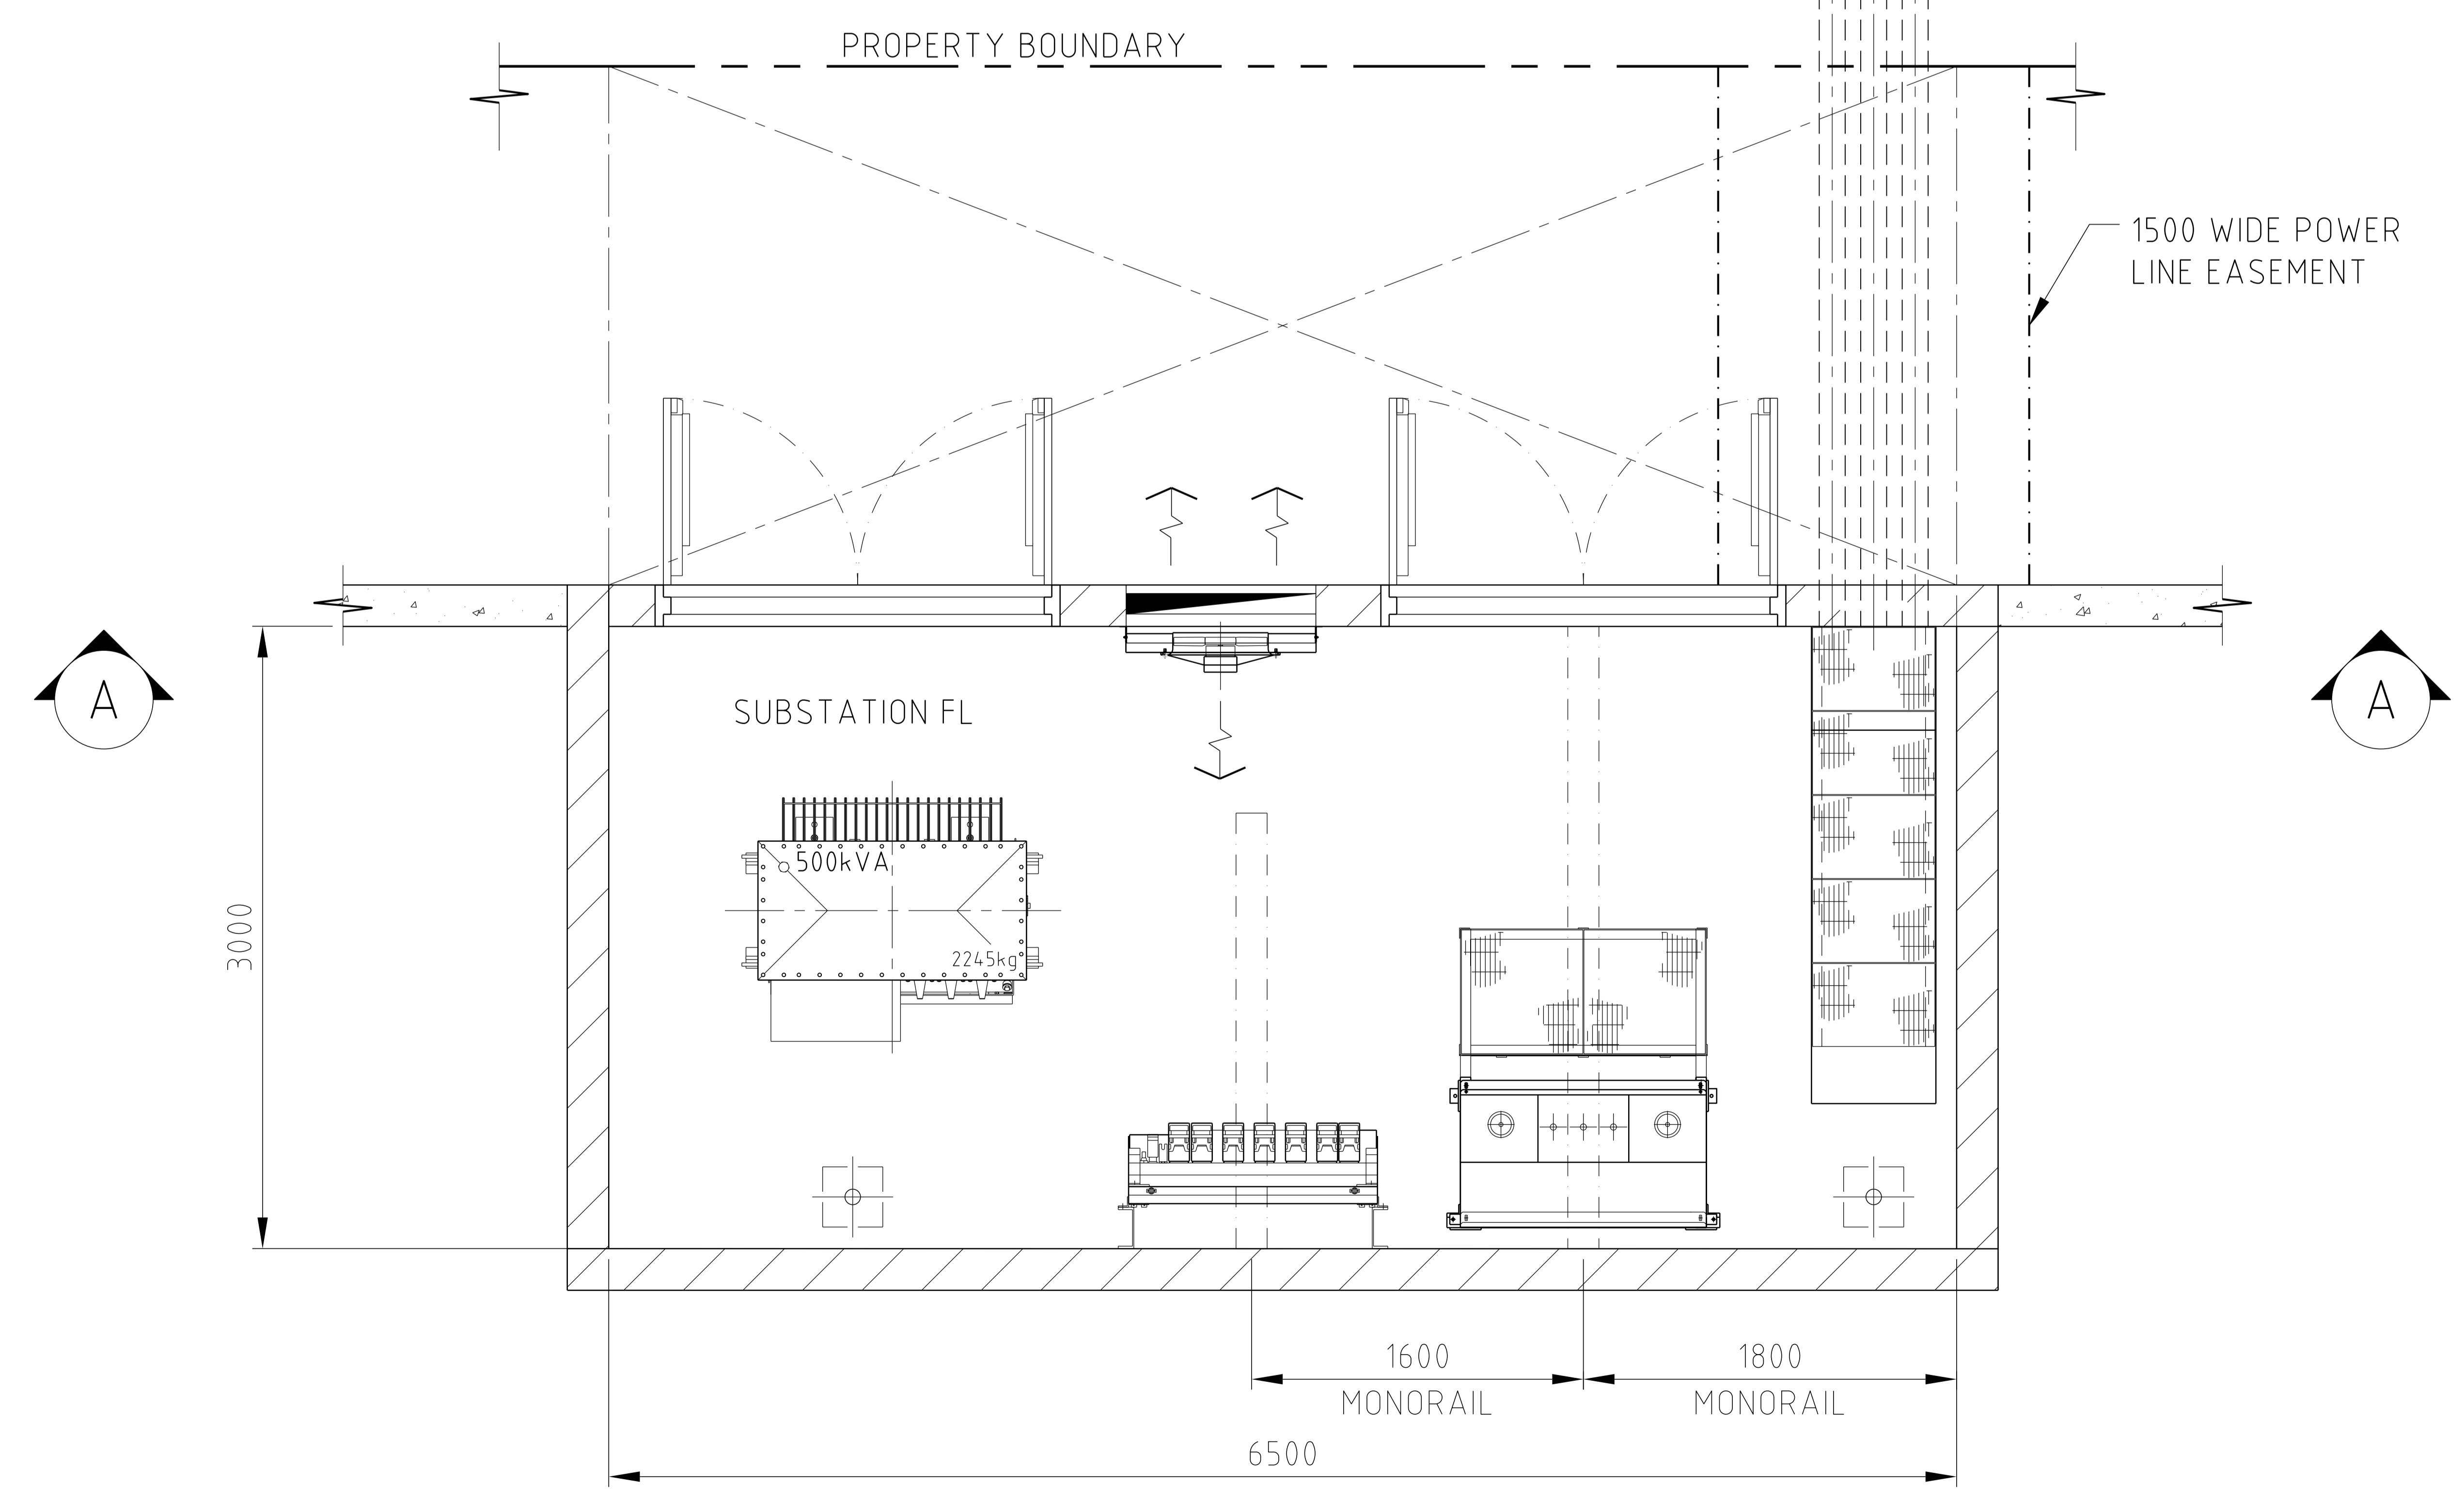 PROPERTY BOUNDARY
1500 WIDE POWER
LINE EASEMENT
A
A
SUBSTATION FL
500kVA
2245kg
3000
1600
MONORAIL
1800
MONORAIL
6500